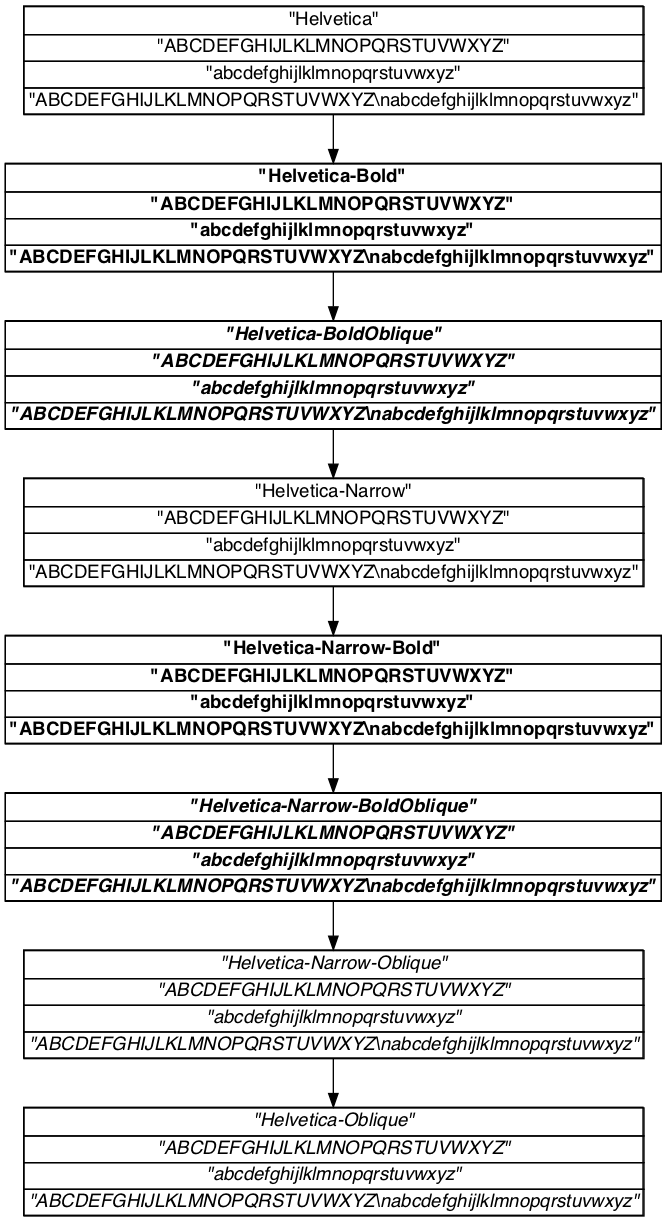 "Helvetica"
"ABCDEFGHIJLKLMNOPQRSTUVWXYZ"
"abcdefghijlklmnopqrstuvwxyz"
"ABCDEFGHIJLKLMNOPQRSTUVWXYZ\nabcdefghijlklmnopqrstuvwxyz"
"Helvetica-Bold"
"ABCDEFGHIJLKLMNOPQRSTUVWXYZ"
"abcdefghijlklmnopqrstuvwxyz"
"ABCDEFGHIJLKLMNOPQRSTUVWXYZ\nabcdefghijlklmnopqrstuvwxyz"
"Helvetica-BoldOblique"
"ABCDEFGHIJLKLMNOPQRSTUVWXYZ"
"abcdefghijlklmnopqrstuvwxyz"
"ABCDEFGHIJLKLMNOPQRSTUVWXYZ\nabcdefghijlklmnopqrstuvwxyz"
"Helvetica-Narrow"
"ABCDEFGHIJLKLMNOPQRSTUVWXYZ"
"abcdefghijlklmnopqrstuvwxyz"
"ABCDEFGHIJLKLMNOPQRSTUVWXYZ\nabcdefghijlklmnopqrstuvwxyz"
"Helvetica-Narrow-Bold"
"ABCDEFGHIJLKLMNOPQRSTUVWXYZ"
"abcdefghijlklmnopqrstuvwxyz"
"ABCDEFGHIJLKLMNOPQRSTUVWXYZ\nabcdefghijlklmnopqrstuvwxyz"
"Helvetica-Narrow-BoldOblique"
"ABCDEFGHIJLKLMNOPQRSTUVWXYZ"
"abcdefghijlklmnopqrstuvwxyz"
"ABCDEFGHIJLKLMNOPQRSTUVWXYZ\nabcdefghijlklmnopqrstuvwxyz"
"Helvetica-Narrow-Oblique"
"ABCDEFGHIJLKLMNOPQRSTUVWXYZ"
"abcdefghijlklmnopqrstuvwxyz"
"ABCDEFGHIJLKLMNOPQRSTUVWXYZ\nabcdefghijlklmnopqrstuvwxyz"
"Helvetica-Oblique"
"ABCDEFGHIJLKLMNOPQRSTUVWXYZ"
"abcdefghijlklmnopqrstuvwxyz"
"ABCDEFGHIJLKLMNOPQRSTUVWXYZ\nabcdefghijlklmnopqrstuvwxyz"